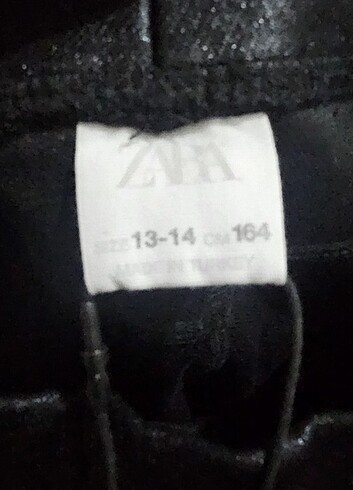 ZARA
SIZE 13-14 CM 164
MADE IN TURKEY